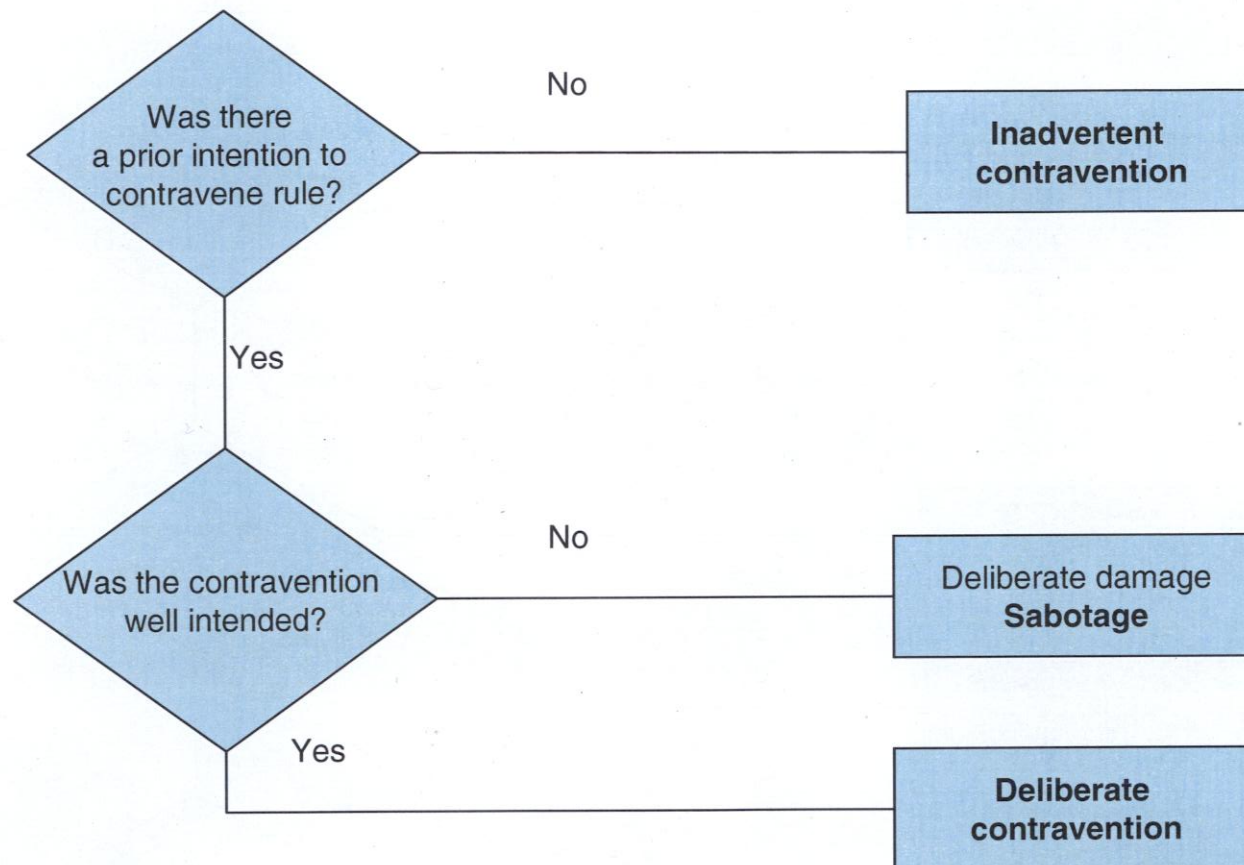 Was there
a prior intention to
contravene rule?
No
Inadvertent
contravention
Yes
Was the contravention
well intended?
No
Deliberate damage
Sabotage
Yes
Deliberate
contravention